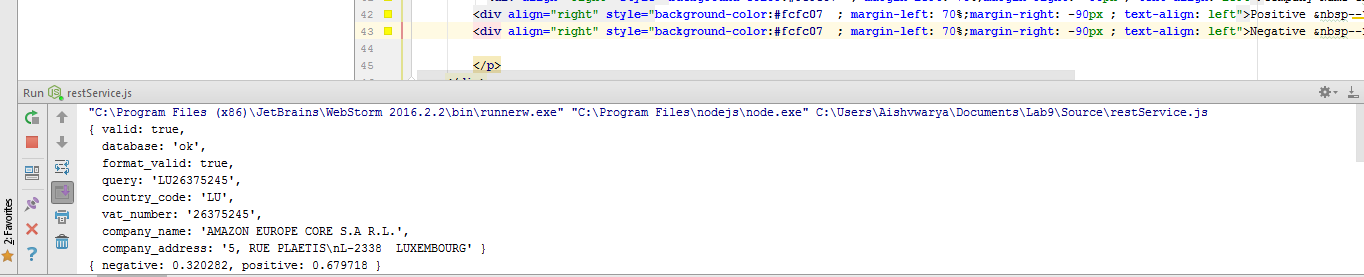 42 <div align="right" style="background-color:#fcfc07 ; margin-left: 70%;margin-right: -90px ; text-align: left">Positive &nbsp--
43 <div align="right" style="background-color:#fcfc07 ; margin-left: 70%;margin-right: -90px ; text-align: left">Negative &nbsp--
44
45 </p>
Run restService.js
"C:\Program Files (x86)\JetBrains\WebStorm 2016.2.2\bin\runnerw.exe" "C:\Program Files\nodejs\node.exe" C:\Users\Aishvwarya\Documents\Lab9\Source\restService.js
{ valid: true,
database: 'ok',
format_valid: true,
query: 'LU26375245',
country_code: 'LU',
vat_number: '26375245',
company_name: 'AMAZON EUROPE CORE S.A R.L.',
company_address: '5, RUE PLAETIS\nL-2338  LUXEMBOURG' }
{ negative: 0.320282, positive: 0.679718 }
2: Favorites